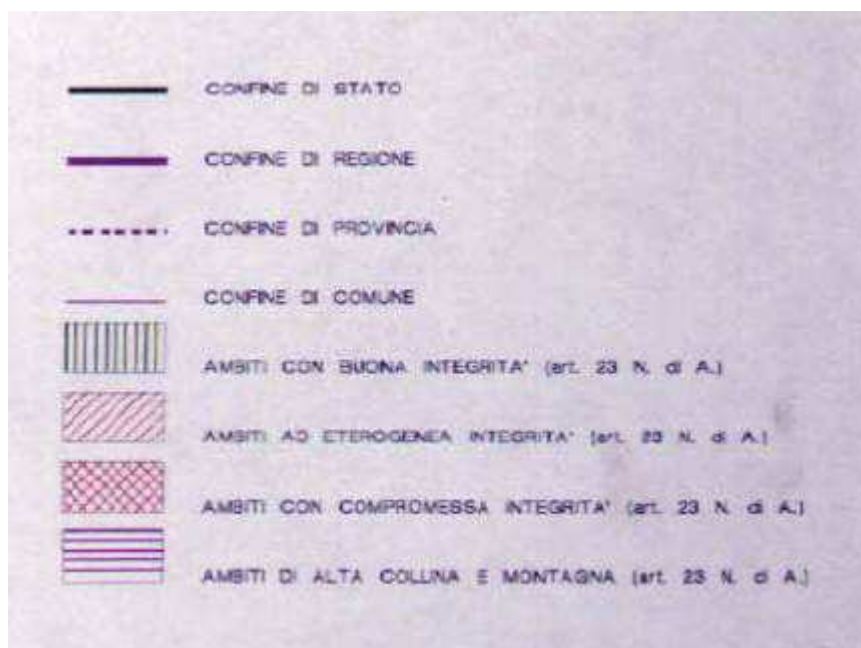 CONFINE DI STATO
CONFINE DI REGIONE
CONFINE DI PROVINCIA
CONFINE DI COMUNE
AMBITI CON BUONA INTEGRITA' (art. 23 N. di A.)
AMBITI AD ETEROGENEA INTEGRITA' (art. 23 N. di A.)
AMBITI CON COMPROMESSA INTEGRITA' (art. 23 N. di A.)
AMBITI DI ALTA COLLINA E MONTAGNA (art. 23 N. di A.)